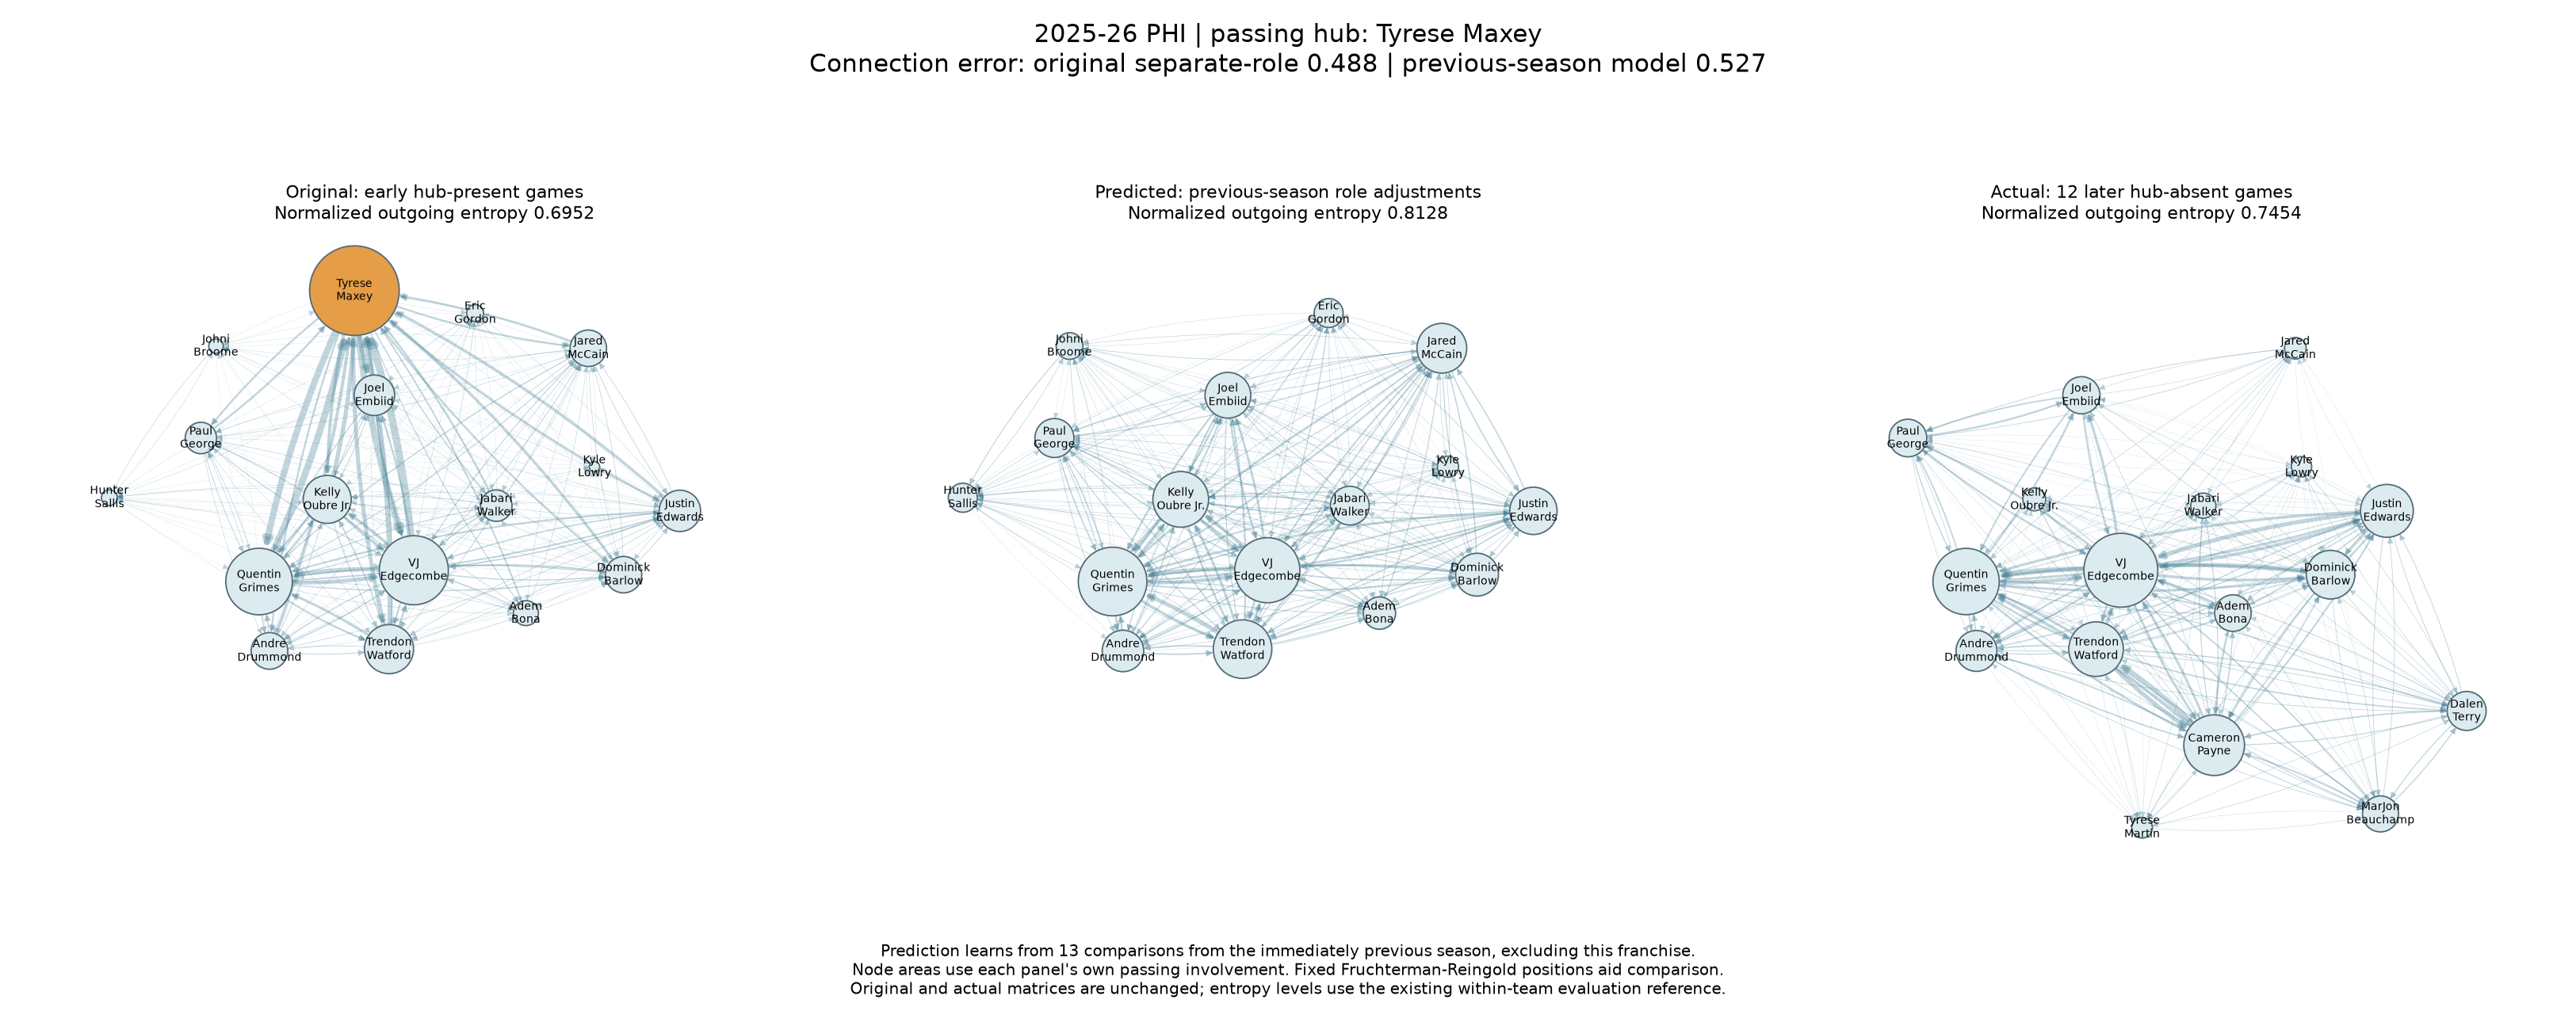 2025-26 PHI | passing hub: Tyrese Maxey
Connection error: original separate-role 0.488 | previous-season model 0.527
Original: early hub-present games
Normalized outgoing entropy 0.6952
Tyrese
Maxey
Eric
Gordon
Johni
Broome
Jared
McCain
Joel
Embiid
Paul
George
Kyle
Lowry
Hunter
Sallis
Kelly
Oubre Jr.
Jabari
Walker
Justin
Edwards
Quentin
Grimes
VJ
Edgecombe
Dominick
Barlow
Adem
Bona
Andre
Drummond
Trendon
Watford
Predicted: previous-season role adjustments
Normalized outgoing entropy 0.8128
Eric
Gordon
Johni
Broome
Jared
McCain
Joel
Embiid
Paul
George
Kyle
Lowry
Hunter
Sallis
Kelly
Oubre Jr.
Jabari
Walker
Justin
Edwards
Quentin
Grimes
VJ
Edgecombe
Dominick
Barlow
Adem
Bona
Andre
Drummond
Trendon
Watford
Actual: 12 later hub-absent games
Normalized outgoing entropy 0.7454
Jared
McCain
Joel
Embiid
Paul
George
Kyle
Lowry
Kelly
Oubre Jr.
Jabari
Walker
Justin
Edwards
Quentin
Grimes
VJ
Edgecombe
Dominick
Barlow
Adem
Bona
Andre
Drummond
Trendon
Watford
Dalen
Terry
Cameron
Payne
MarJon
Beauchamp
Tyrese
Martin
Prediction learns from 13 comparisons from the immediately previous season, excluding this franchise.
Node areas use each panel's own passing involvement. Fixed Fruchterman-Reingold positions aid comparison.
Original and actual matrices are unchanged; entropy levels use the existing within-team evaluation reference.